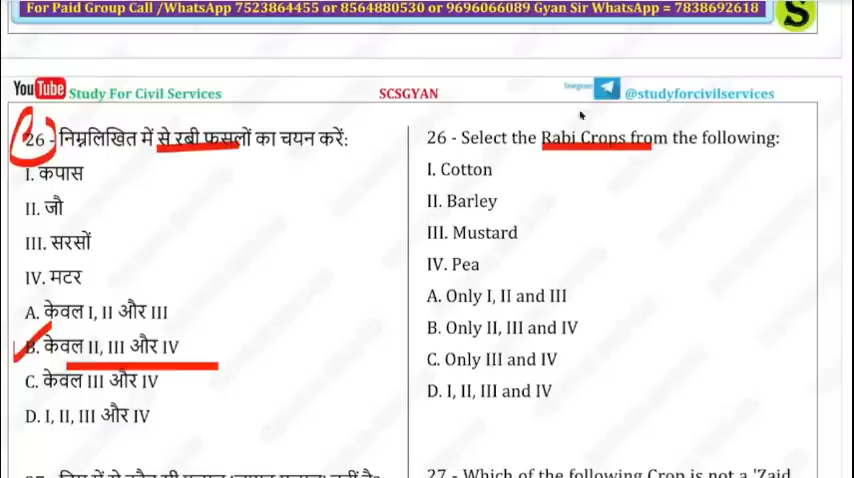 For Paid Group Call /WhatsApp 7523864455 or 8564880530 or 9696066089 Gyan Sir WhatsApp = 7838692618
S
YouTube Study For Civil Services
SCSGYAN
@studyforcivilservices
26 - निम्नलिखित में से रबी फसलों का चयन करें:
I. कपास
II. जौ
III. सरसों
IV. मटर
A. केवल I, II और III
B. केवल II, III और IV
C. केवल III और IV
D. I, II, III और IV
26 - Select the Rabi Crops from the following:
I. Cotton
II. Barley
III. Mustard
IV. Pea
A. Only I, II and III
B. Only II, III and IV
C. Only III and IV
D. I, II, III and IV
27 - Which of the following Crop is not a 'Zaid